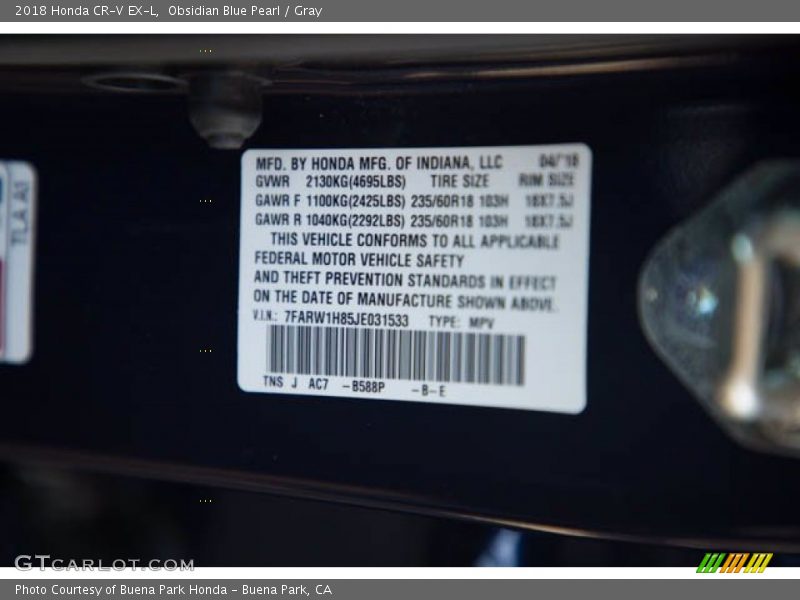 2018 Honda CR-V EX-L,  Obsidian Blue Pearl / Gray
TLA A1
MFD. BY HONDA MFG. OF INDIANA, LLC 04/18
GVWR 2130KG(4695LBS) TIRE SIZE RIM SIZE
GAWR F 1100KG(2425LBS) 235/60R18 103H 18X7.5J
GAWR R 1040KG(2292LBS) 235/60R18 103H 18X7.5J
THIS VEHICLE CONFORMS TO ALL APPLICABLE
FEDERAL MOTOR VEHICLE SAFETY
AND THEFT PREVENTION STANDARDS IN EFFECT
ON THE DATE OF MANUFACTURE SHOWN ABOVE.
V.I.N.: 7FARW1H85JE031533 TYPE: MPV
TNS J AC7 -B588P -B-E
GTCARLOT.COM
Photo Courtesy of Buena Park Honda - Buena Park, CA